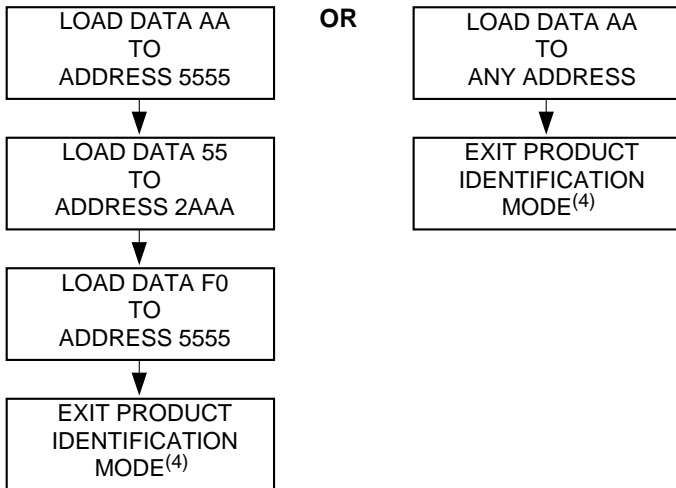 LOAD DATA AA
TO
ADDRESS 5555
LOAD DATA 55
TO
ADDRESS 2AAA
LOAD DATA F0
TO
ADDRESS 5555
EXIT PRODUCT
IDENTIFICATION
MODE(4)
OR
LOAD DATA AA
TO
ANY ADDRESS
EXIT PRODUCT
IDENTIFICATION
MODE(4)